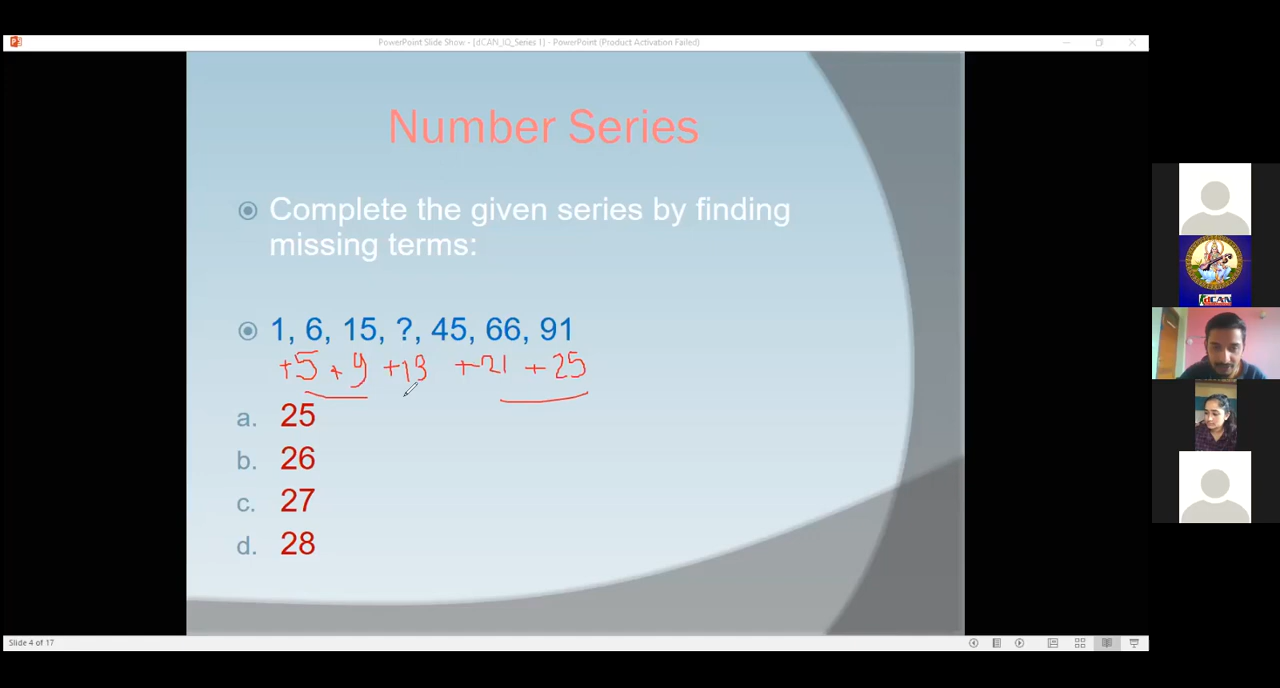 PowerPoint Slide Show - [dCAN_IQ_Series 1] - PowerPoint (Product Activation Failed)
Number Series
Complete the given series by finding
missing terms:
1, 6, 15, ?, 45, 66, 91
+5 +9 +13 +21 +25
a. 25
b. 26
c. 27
d. 28
dCAN
Slide 4 of 17